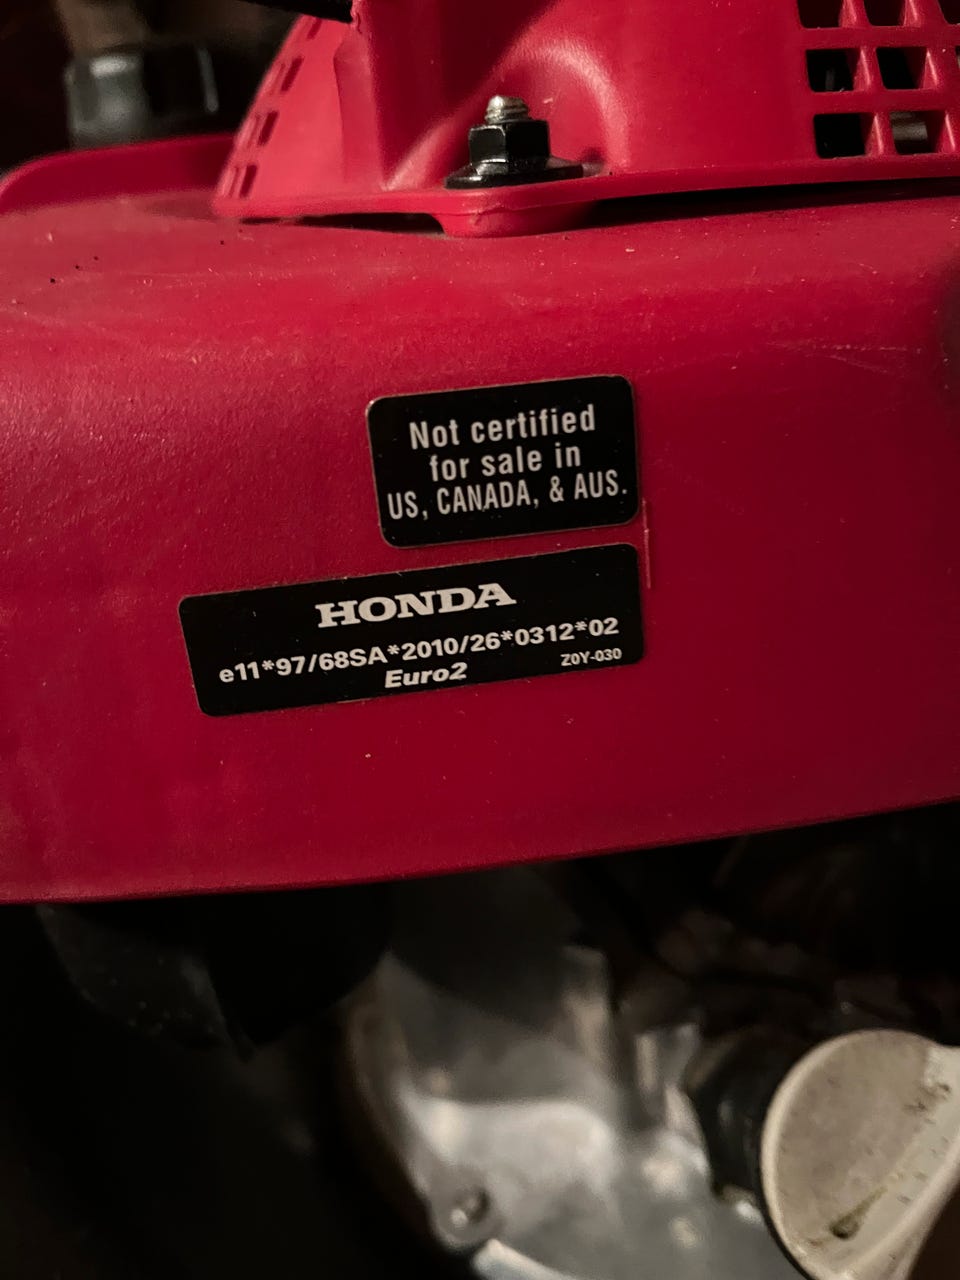 Not certified
for sale in
US, CANADA, & AUS.
HONDA
e11*97/68SA*2010/26*0312*02
Euro2
Z0Y-030